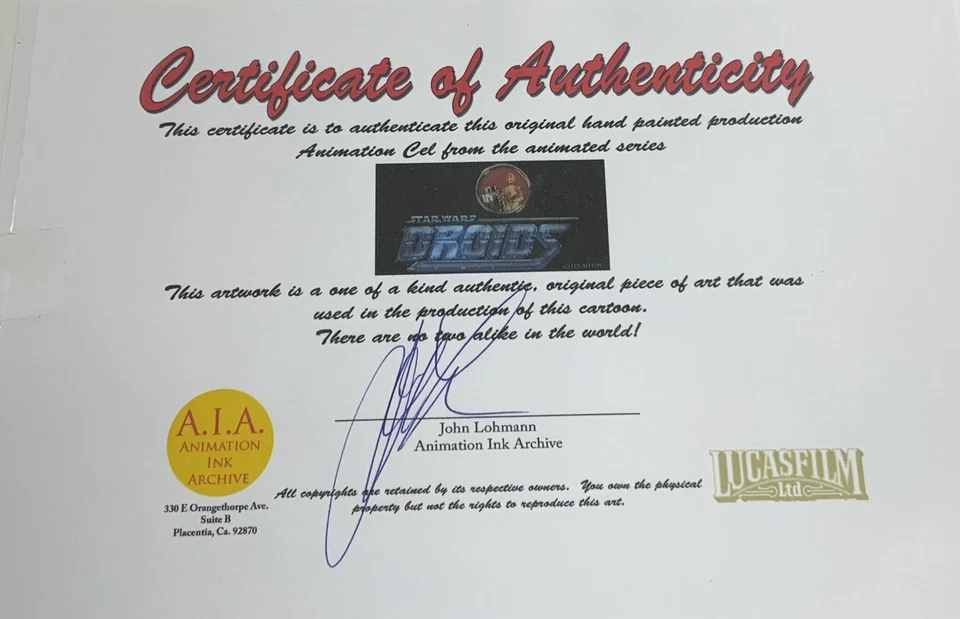 Certificate of Authenticity
This certificate is to authenticate this original hand painted production
Animation Cel from the animated series
STAR WARS
DROIDS
This artwork is a one of a kind authentic, original piece of art that was
used in the production of this cartoon.
There are no two alike in the world!
John Lohmann
Animation Ink Archive
A.I.A.
ANIMATION
INK
ARCHIVE
330 E Orangethorpe Ave.
Suite B
Placentia, Ca. 92870
All copyrights are retained by its respective owners. You own the physical
property but not the rights to reproduce this art.
LUCASFILM
Ltd